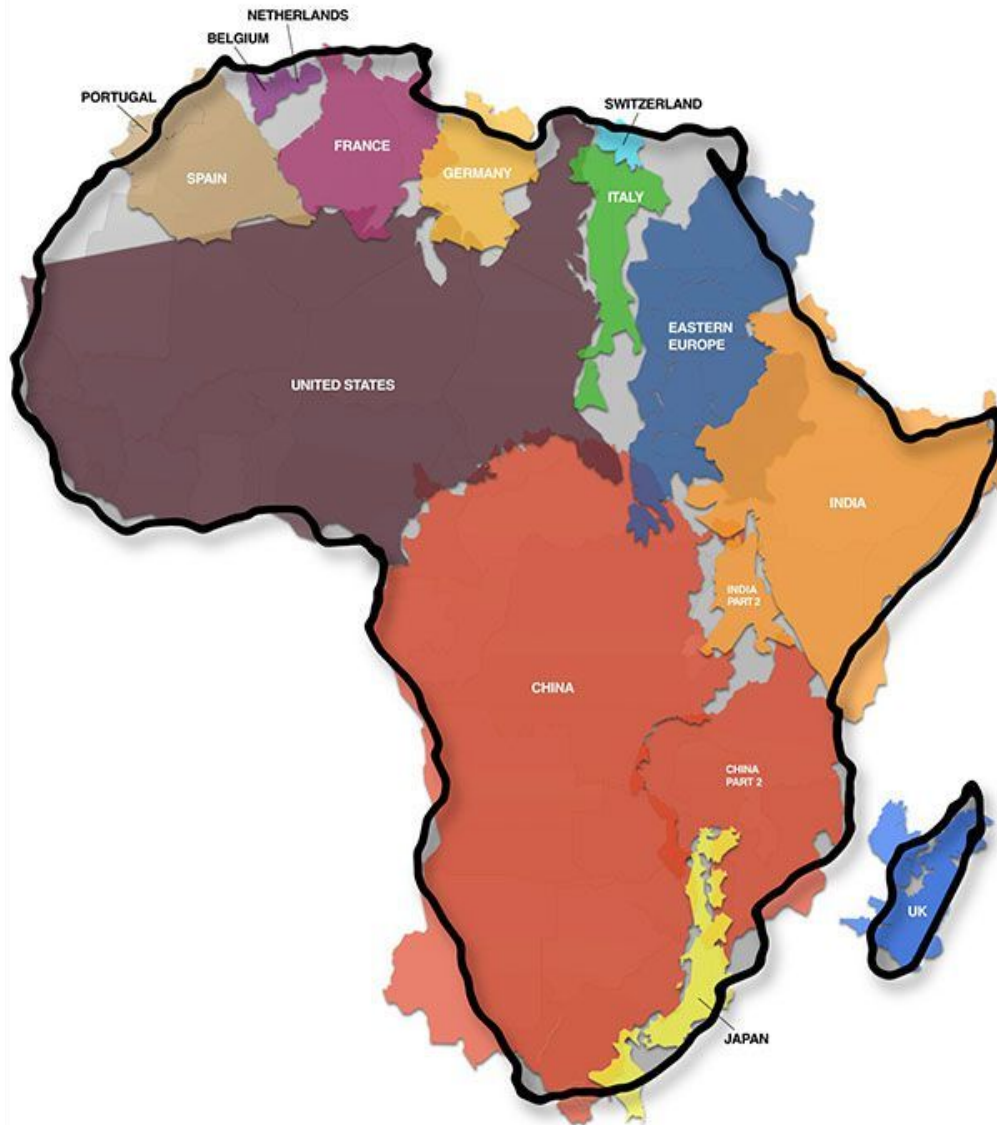 NETHERLANDS
BELGIUM
PORTUGAL
SWITZERLAND
FRANCE
GERMANY
SPAIN
ITALY
EASTERN
EUROPE
UNITED STATES
INDIA
INDIA
PART 2
CHINA
CHINA
PART 2
UK
JAPAN